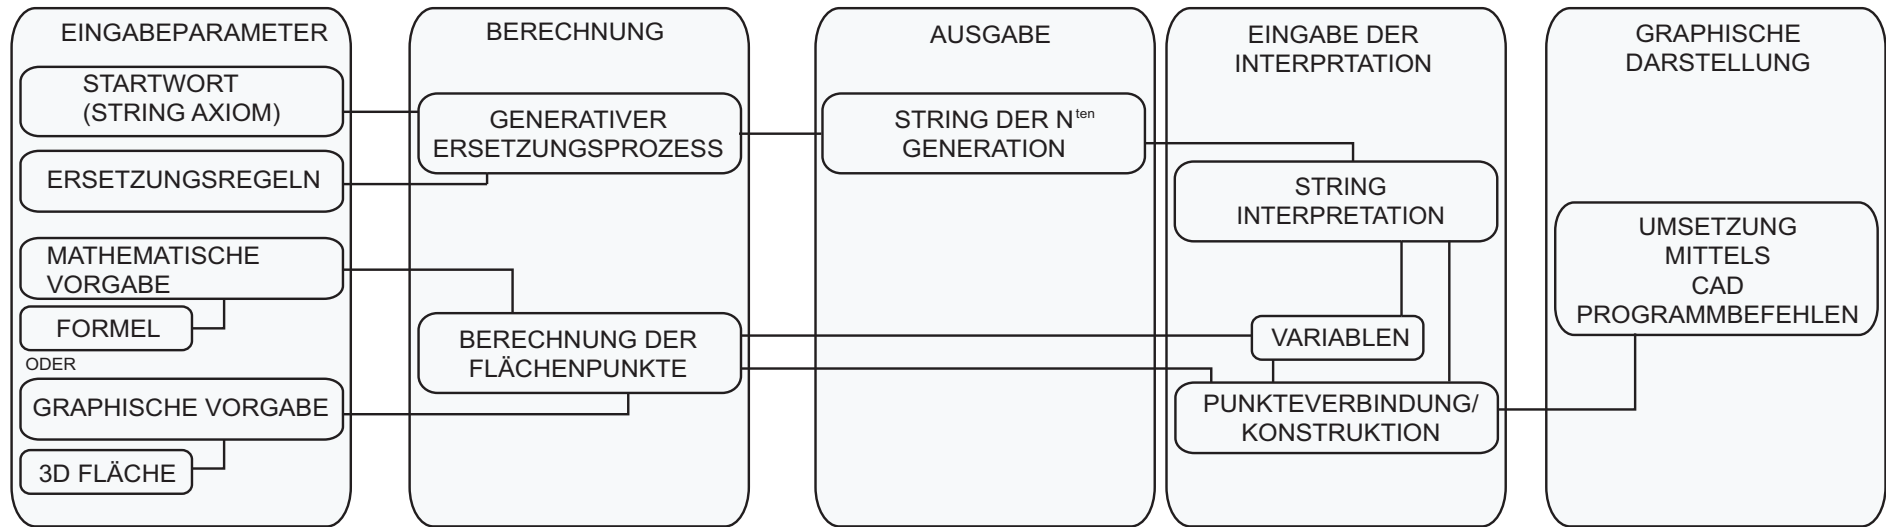 EINGABEPARAMETER
STARTWORT
(STRING AXIOM)
ERSETZUNGSREGELN
MATHEMATISCHE
VORGABE
FORMEL
ODER
GRAPHISCHE VORGABE
3D FLÄCHE
BERECHNUNG
GENERATIVER
ERSETZUNGSPROZESS
BERECHNUNG DER
FLÄCHENPUNKTE
AUSGABE
STRING DER N^ten
GENERATION
EINGABE DER
INTERPRTATION
STRING
INTERPRETATION
VARIABLEN
PUNKTEVERBINDUNG/
KONSTRUKTION
GRAPHISCHE
DARSTELLUNG
UMSETZUNG
MITTELS
CAD
PROGRAMMBEFEHLEN